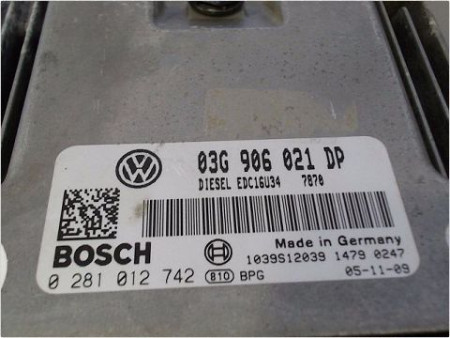 03G 906 021 DP
DIESEL EDC16U34 7870
BOSCH
Made in Germany
1039S12039 1479 0247
0 281 012 742 810 BPG 05-11-09